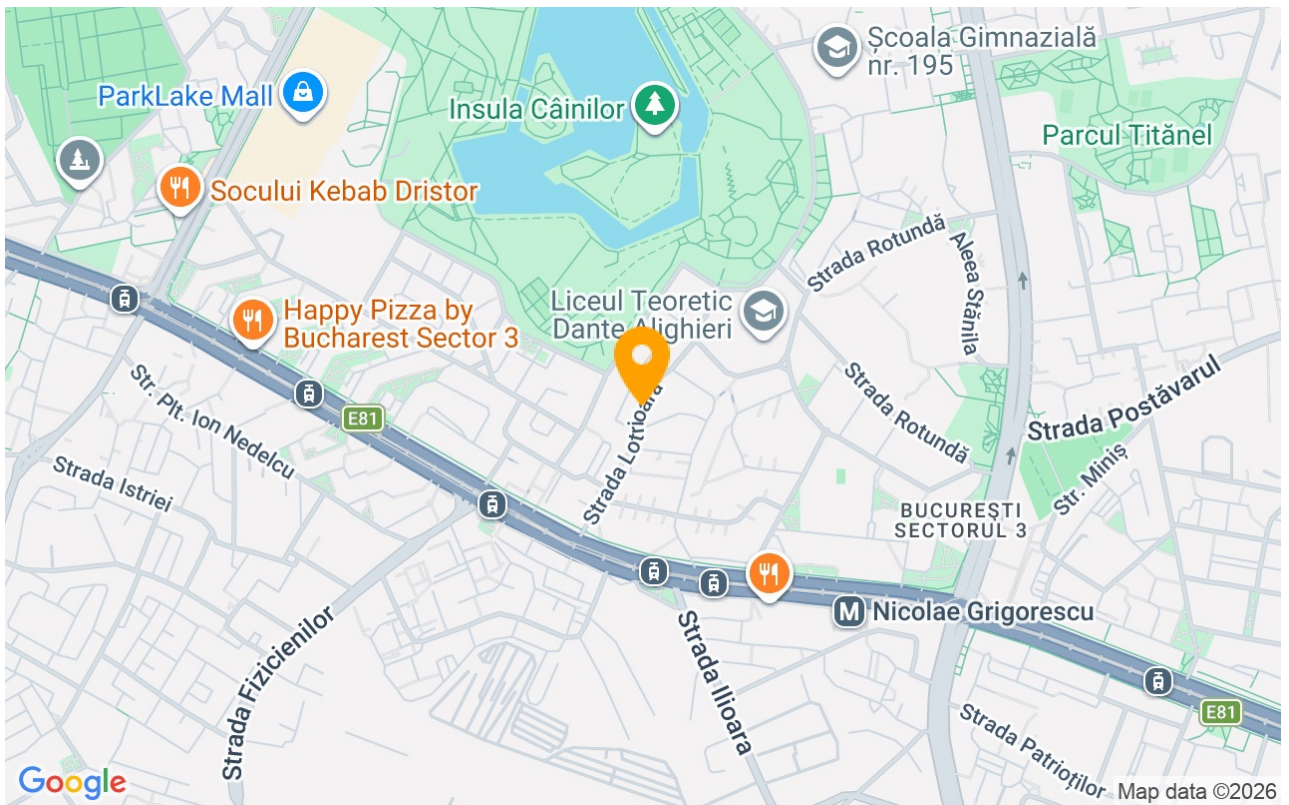 Școala Gimnazială
nr. 195
ParkLake Mall
Insula Câinilor
Parcul Titănel
Socului Kebab Dristor
Strada Rotundă
Aleea Stănila
Liceul Teoretic
Dante Alighieri
Happy Pizza by
Bucharest Sector 3
E81
Str. Plt. Ion Nedelcu
Strada Istriei
Strada Lotrioara
Strada Rotundă
Strada Postăvarul
Str. Miniș
BUCUREȘTI
SECTORUL 3
M Nicolae Grigorescu
Strada Fizicienilor
Strada Ilioara
E81
Strada Patrioților
Google
Map data ©2026